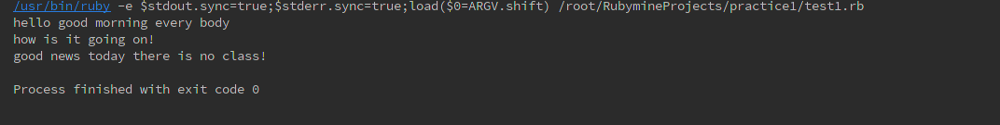 /usr/bin/ruby -e $stdout.sync=true;$stderr.sync=true;load($0=ARGV.shift) /root/RubymineProjects/practice1/test1.rb
hello good morning every body
how is it going on!
good news today there is no class!
Process finished with exit code 0